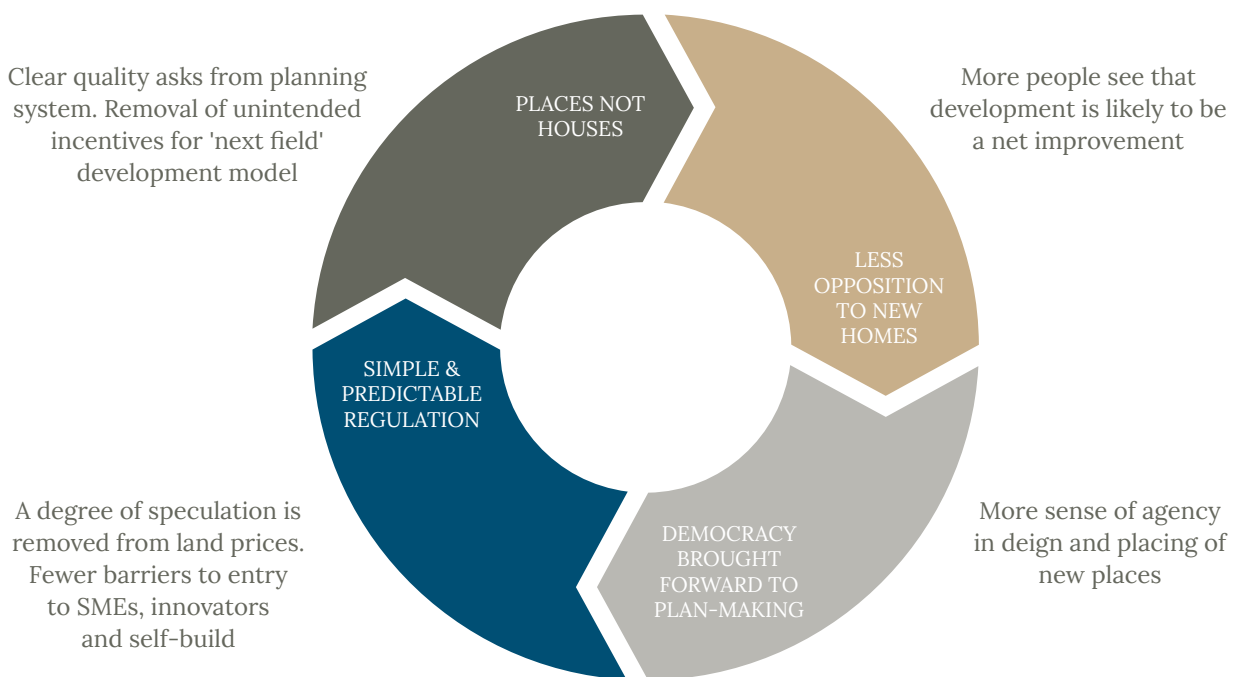 Clear quality asks from planning
system. Removal of unintended
incentives for 'next field'
development model
PLACES NOT
HOUSES
More people see that
development is likely to be
a net improvement
LESS
OPPOSITION
TO NEW
HOMES
SIMPLE &
PREDICTABLE
REGULATION
DEMOCRACY
BROUGHT
FORWARD TO
PLAN-MAKING
A degree of speculation is
removed from land prices.
Fewer barriers to entry
to SMEs, innovators
and self-build
More sense of agency
in deign and placing of
new places